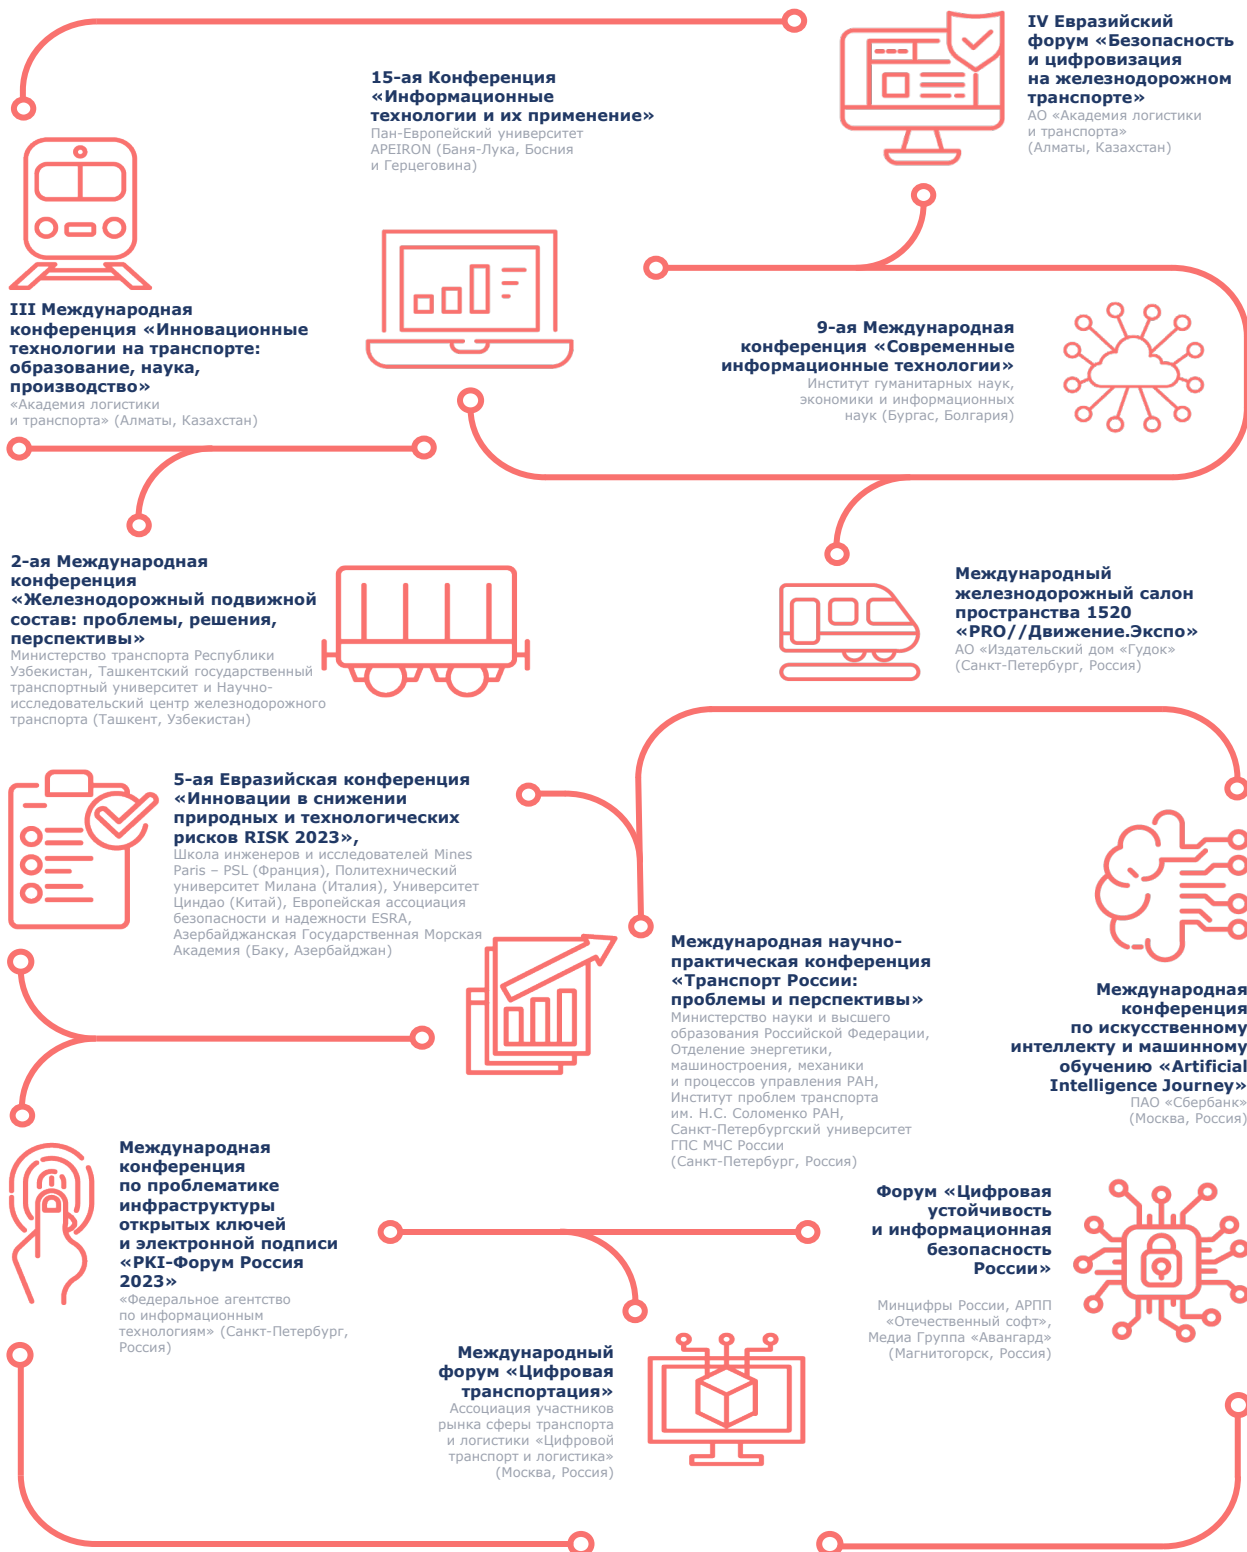 IV Евразийский
форум «Безопасность
и цифровизация
на железнодорожном
транспорте»
АО «Академия логистики
и транспорта»
(Алматы, Казахстан)
15-ая Конференция
«Информационные
технологии и их применение»
Пан-Европейский университет
APEIRON (Баня-Лука, Босния
и Герцеговина)
III Международная
конференция «Инновационные
технологии на транспорте:
образование, наука,
производство»
«Академия логистики
и транспорта» (Алматы, Казахстан)
9-ая Международная
конференция «Современные
информационные технологии»
Институт гуманитарных наук,
экономики и информационных
наук (Бургас, Болгария)
2-ая Международная
конференция
«Железнодорожный подвижной
состав: проблемы, решения,
перспективы»
Министерство транспорта Республики
Узбекистан, Ташкентский государственный
транспортный университет и Научно-
исследовательский центр железнодорожного
транспорта (Ташкент, Узбекистан)
Международный
железнодорожный салон
пространства 1520
«PRO//Движение.Экспо»
АО «Издательский дом «Гудок»
(Санкт-Петербург, Россия)
5-ая Евразийская конференция
«Инновации в снижении
природных и технологических
рисков RISK 2023»,
Школа инженеров и исследователей Mines
Paris – PSL (Франция), Политехнический
университет Милана (Италия), Университет
Циндао (Китай), Европейская ассоциация
безопасности и надежности ESRA,
Азербайджанская Государственная Морская
Академия (Баку, Азербайджан)
Международная научно-
практическая конференция
«Транспорт России:
проблемы и перспективы»
Министерство науки и высшего
образования Российской Федерации,
Отделение энергетики,
машиностроения, механики
и процессов управления РАН,
Институт проблем транспорта
им. Н.С. Соломенко РАН,
Санкт-Петербургский университет
ГПС МЧС России
(Санкт-Петербург, Россия)
Международная
конференция
по искусственному
интеллекту и машинному
обучению «Artificial
Intelligence Journey»
ПАО «Сбербанк»
(Москва, Россия)
Международная
конференция
по проблематике
инфраструктуры
открытых ключей
и электронной подписи
«PKI-Форум Россия
2023»
«Федеральное агентство
по информационным
технологиям» (Санкт-Петербург,
Россия)
Форум «Цифровая
устойчивость
и информационная
безопасность
России»
Минцифры России, АРПП
«Отечественный софт»,
Медиа Группа «Авангард»
(Магнитогорск, Россия)
Международный
форум «Цифровая
транспортация»
Ассоциация участников
рынка сферы транспорта
и логистики «Цифровой
транспорт и логистика»
(Москва, Россия)